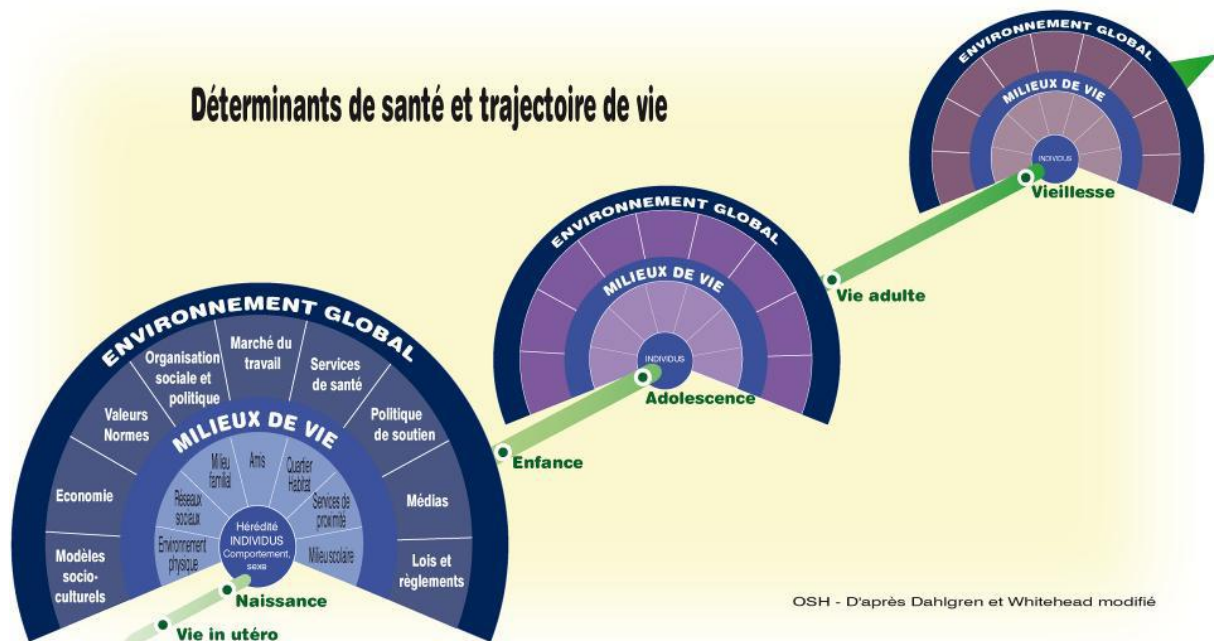 Déterminants de santé et trajectoire de vie
ENVIRONNEMENT GLOBAL
MILIEUX DE VIE
INDIVIDUS
Vieillesse
Vie adulte
ENVIRONNEMENT GLOBAL
MILIEUX DE VIE
INDIVIDUS
Adolescence
Enfance
ENVIRONNEMENT GLOBAL
Modèles
socio-
culturels
Economie
Valeurs
Normes
Organisation
sociale et
politique
Marché du
travail
Services
de santé
Politique
de soutien
Médias
Lois et
règlements
MILIEUX DE VIE
Environnement
physique
Réseaux
sociaux
Milieu
familial
Amis
Quartier
Habitat
Services de
proximité
Milieu scolaire
Hérédité
INDIVIDUS
Comportement,
sexe
Naissance
Vie in utéro
OSH - D'après Dahlgren et Whitehead modifié